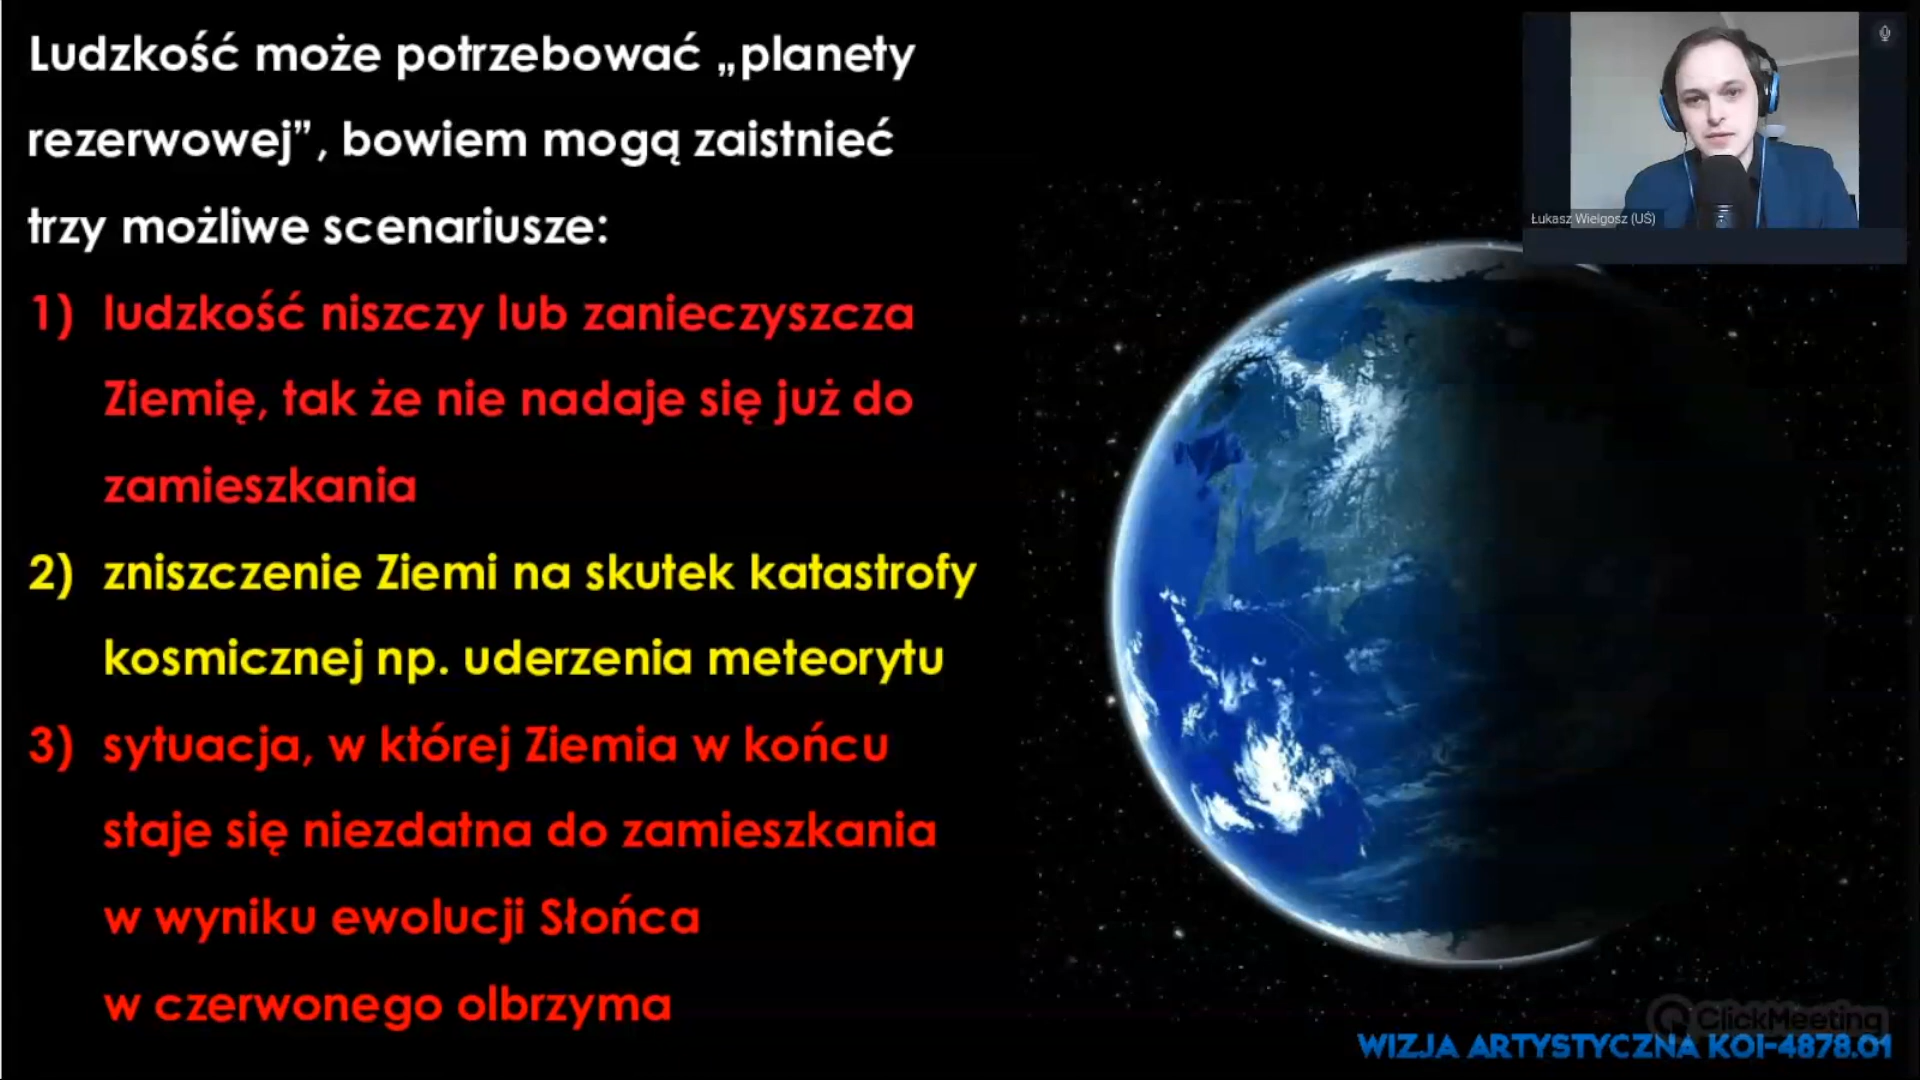 Ludzkość może potrzebować „planety
rezerwowej”, bowiem mogą zaistnieć
trzy możliwe scenariusze:
1) ludzkość niszczy lub zanieczyszcza
Ziemię, tak że nie nadaje się już do
zamieszkania
2) zniszczenie Ziemi na skutek katastrofy
kosmicznej np. uderzenia meteorytu
3) sytuacja, w której Ziemia w końcu
staje się niezdatna do zamieszkania
w wyniku ewolucji Słońca
w czerwonego olbrzyma
Łukasz Wielgosz (UŚ)
ClickMeeting
WIZJA ARTYSTYCZNA KOI-4878.01